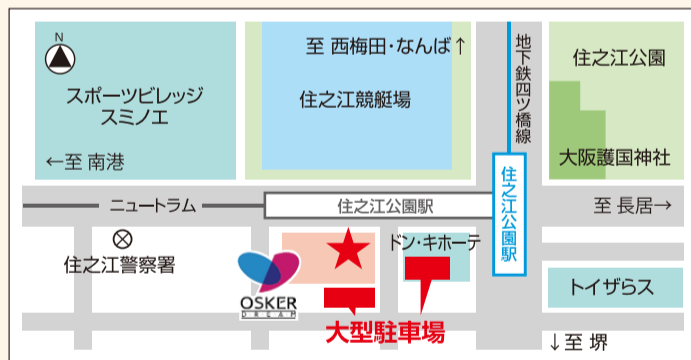 N
スポーツビレッジ
スミノエ
←至 南港
至 西梅田・なんば↑
住之江競艇場
地下鉄四ツ橋線
住之江公園
大阪護国神社
ニュートラム
住之江公園駅
住之江公園駅
至 長居→
住之江警察署
OSKER
DREAM
ドン・キホーテ
トイザらス
大型駐車場
↓至 堺